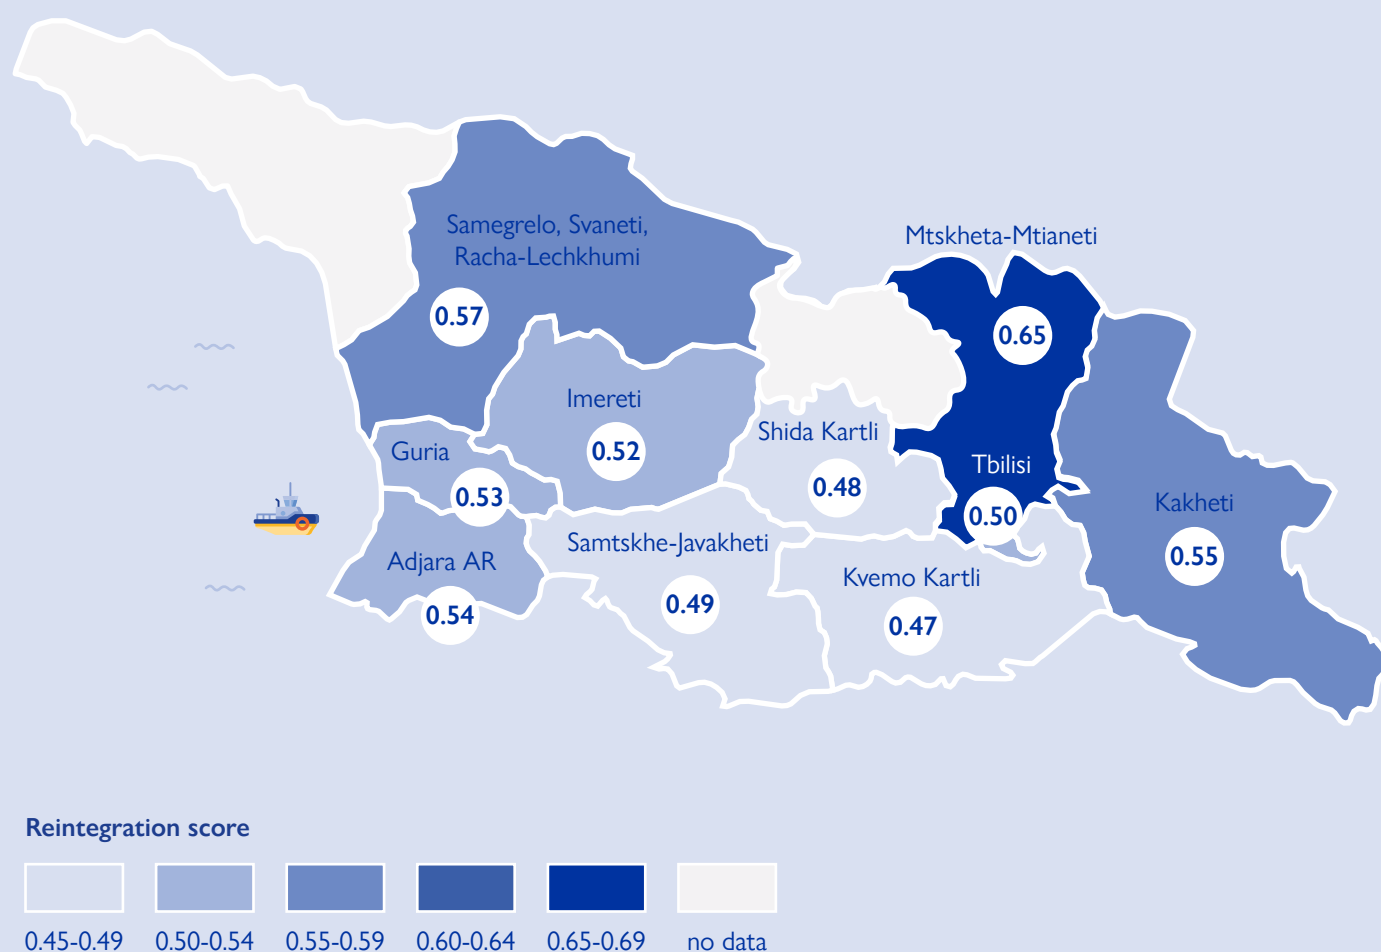 Samegrelo, Svaneti,
Racha-Lechkhumi
0.57
Mtskheta-Mtianeti
0.65
Imereti
0.52
Guria
0.53
Shida Kartli
0.48
Tbilisi
0.50
Kakheti
0.55
Adjara AR
0.54
Samtskhe-Javakheti
0.49
Kvemo Kartli
0.47
Reintegration score
0.45-0.49 0.50-0.54 0.55-0.59 0.60-0.64 0.65-0.69 no data